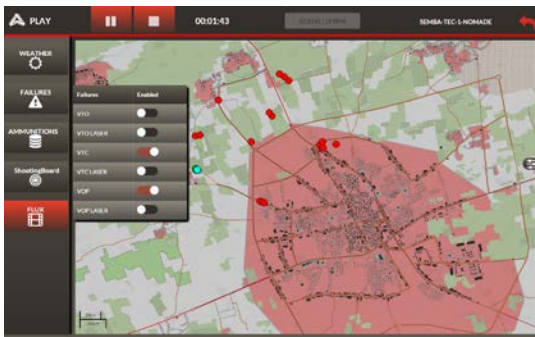 PLAY
00:01:43
SEMBA-TEC-1-NOMADE
WEATHER
FAILURES
AMMUNITIONS
ShootingBoard
FLUX
Failures Enabled
VTO
VTO LASER
VTC
VTC LASER
VOP
VOP LASER